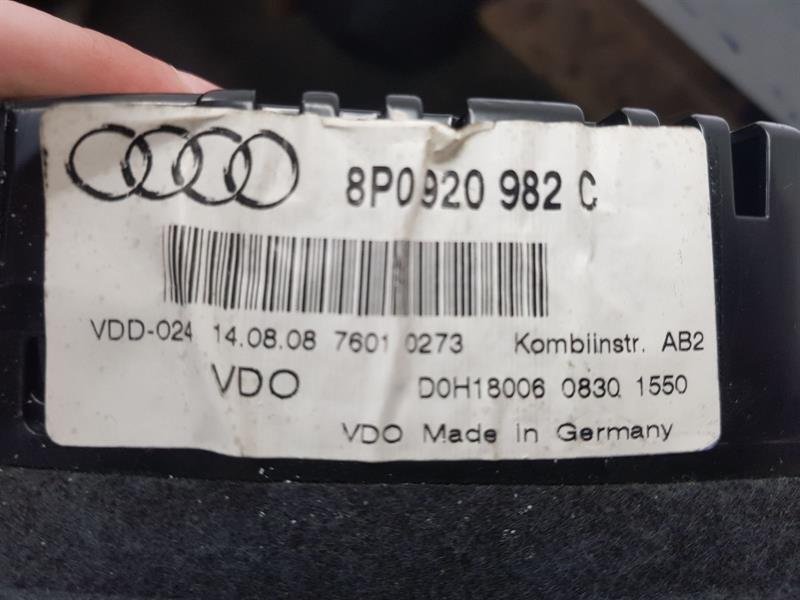 8P0920 982 C
VDD-024 14.08.08 7601 0273 Kombiinstr. AB2
VDO D0H18006 0830 1550
VDO Made in Germany